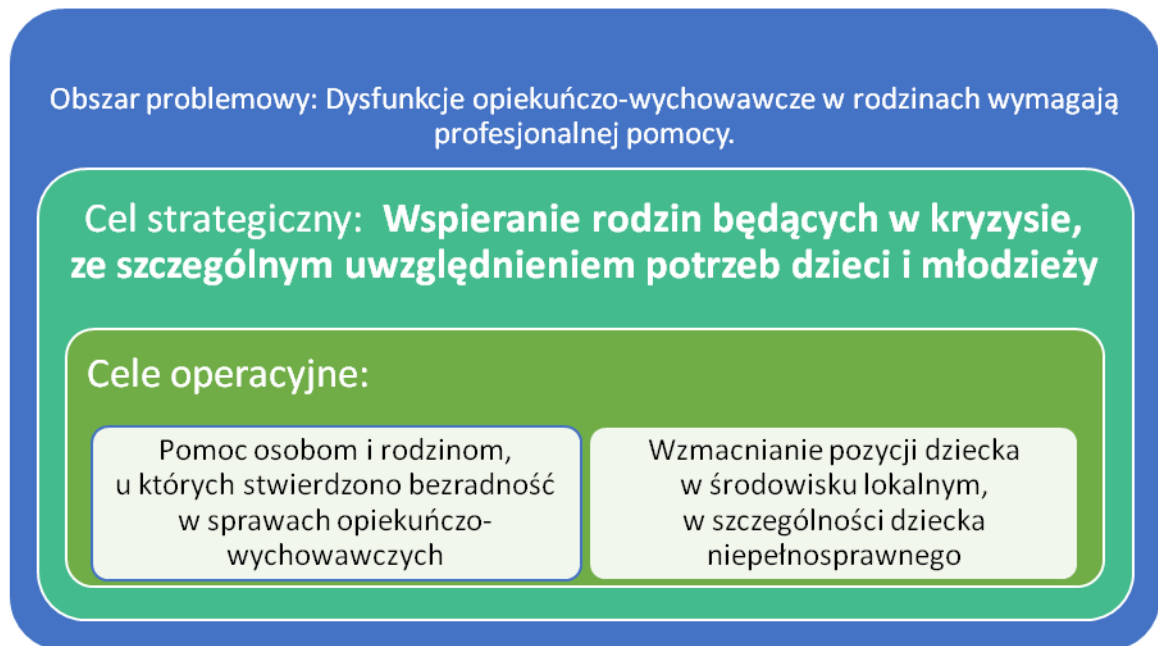 Obszar problemowy: Dysfunkcje opiekuńczo-wychowawcze w rodzinach wymagają
profesjonalnej pomocy.
Cel strategiczny: Wspieranie rodzin będących w kryzysie,
ze szczególnym uwzględnieniem potrzeb dzieci i młodzieży
Cele operacyjne:
Pomoc osobom i rodzinom,
u których stwierdzono bezradność
w sprawach opiekuńczo-
wychowawczych
Wzmacnianie pozycji dziecka
w środowisku lokalnym,
w szczególności dziecka
niepełnosprawnego